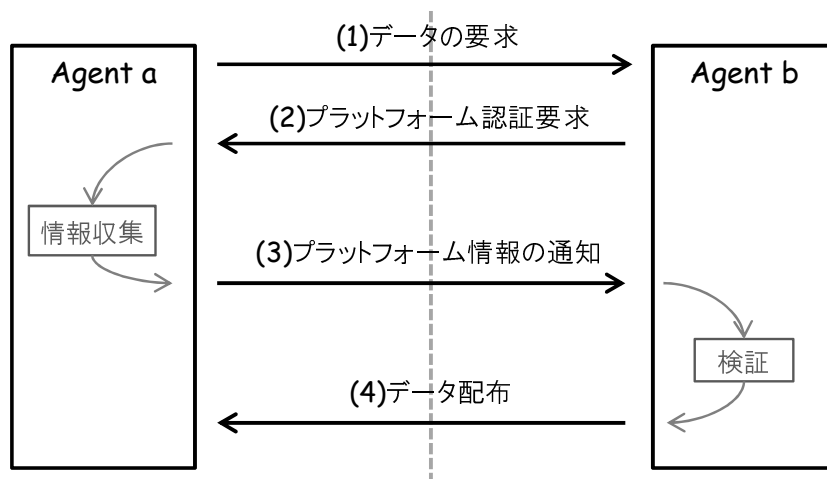 (1)データの要求
Agent a
Agent b
(2)プラットフォーム認証要求
情報収集
(3)プラットフォーム情報の通知
検証
(4)データ配布